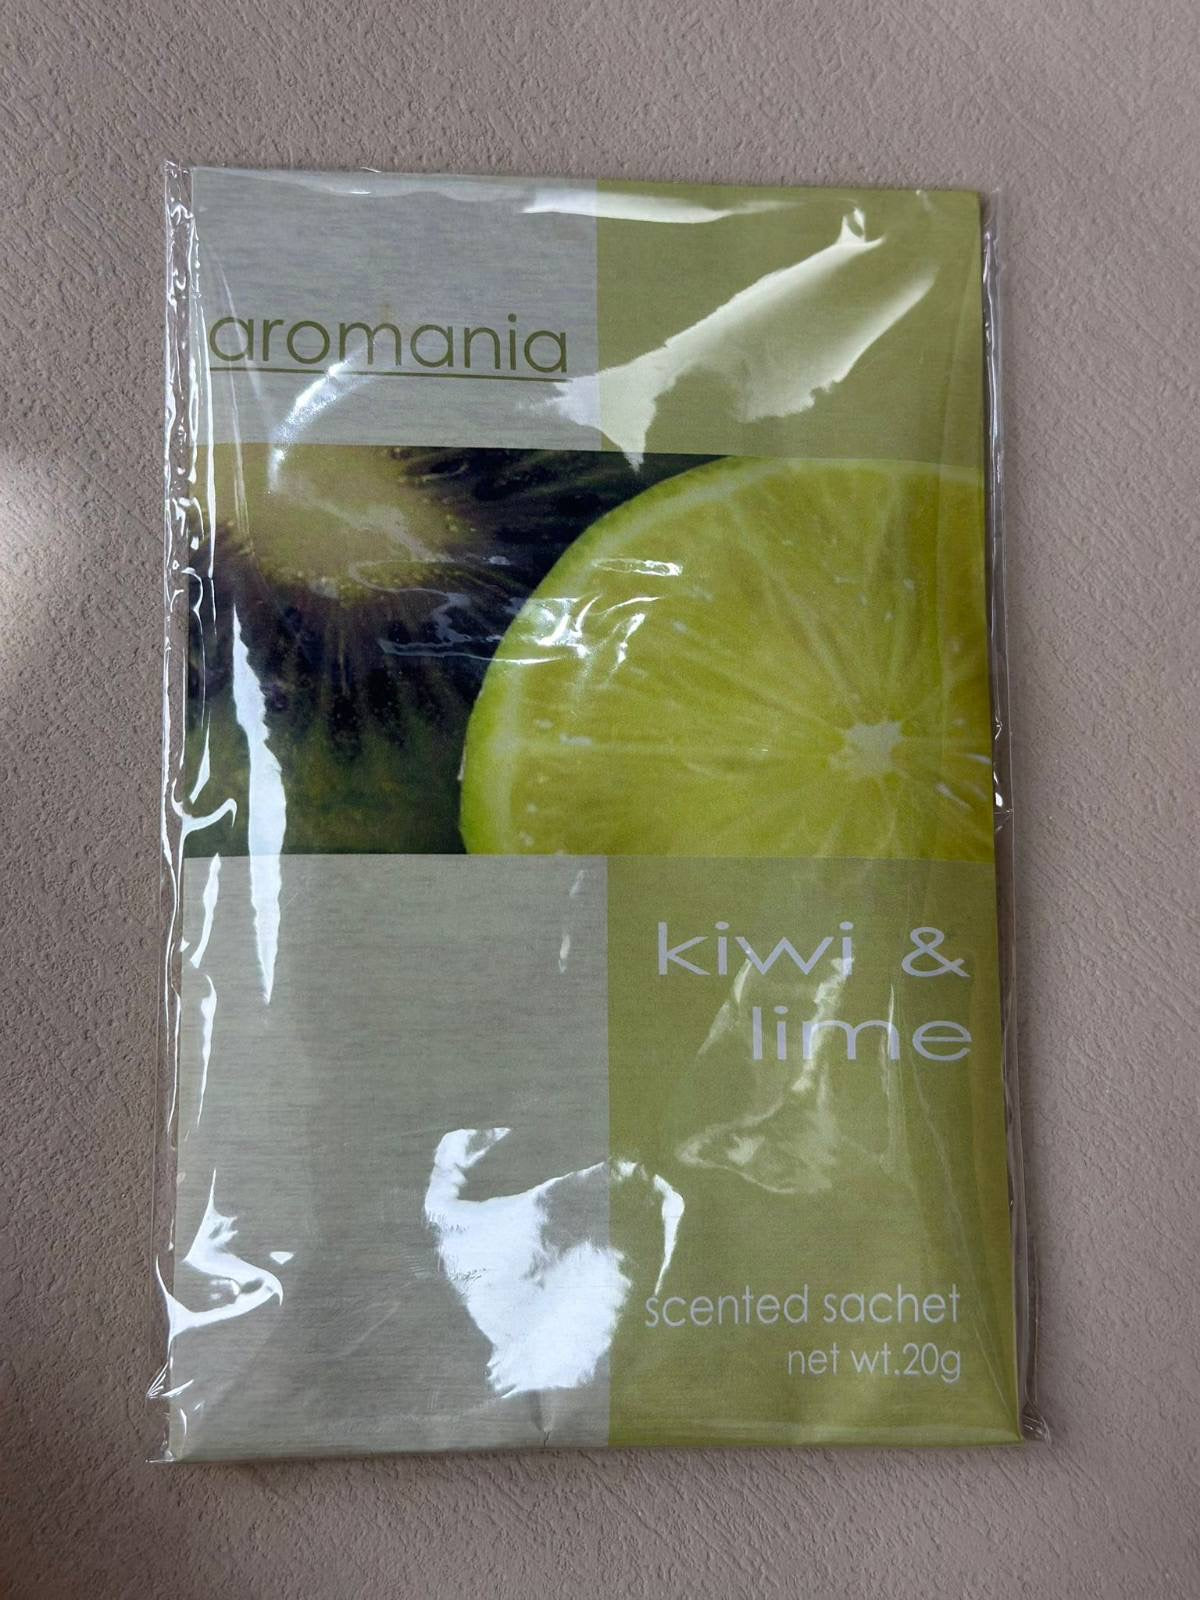 aromania
kiwi &
lime
scented sachet
net wt.20g